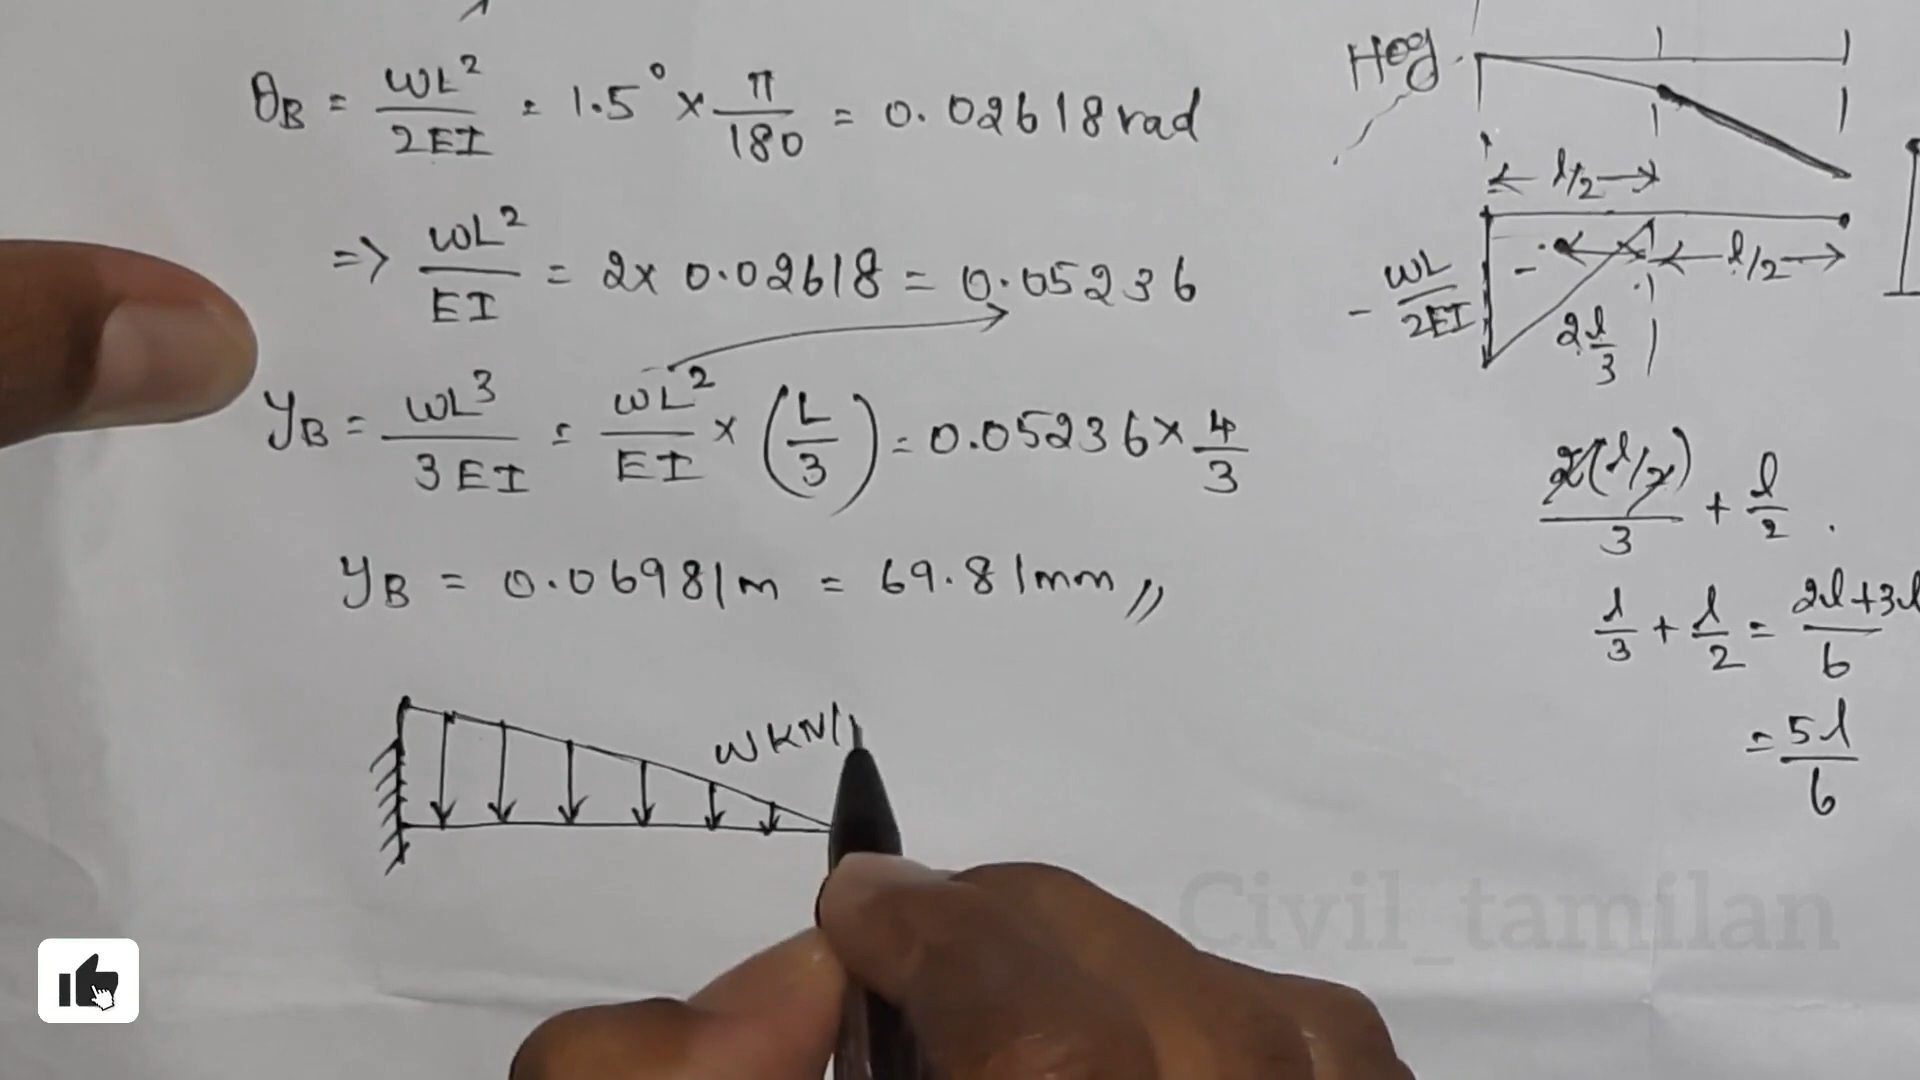 θB = WL²/2EI = 1.5° × π/180 = 0.02618 rad
=> WL²/EI = 2 × 0.02618 = 0.05236
yB = WL³/3EI = WL²/EI × (L/3) = 0.05236 × 4/3
yB = 0.06981m = 69.81mm //
W KN/
Hog
l/2
l/2
- WL/2EI
2l/3
2(l/2)/3 + l/2
l/3 + l/2 = 2l+3l/6
= 5l/6
Civil_tamilan